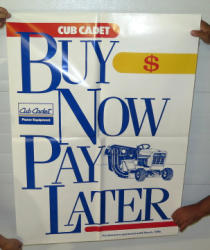 CUB CADET
BUY
$
NOW
Cub Cadet
Power Equipment
PAY
LATER